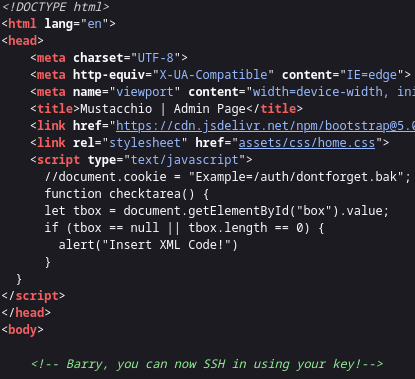 <!DOCTYPE html>
<html lang="en">
<head>
    <meta charset="UTF-8">
    <meta http-equiv="X-UA-Compatible" content="IE=edge">
    <meta name="viewport" content="width=device-width, ini
    <title>Mustacchio | Admin Page</title>
    <link href="https://cdn.jsdelivr.net/npm/bootstrap@5.0
    <link rel="stylesheet" href="assets/css/home.css">
    <script type="text/javascript">
      //document.cookie = "Example=/auth/dontforget.bak";
      function checktarea() {
      let tbox = document.getElementById("box").value;
      if (tbox == null || tbox.length == 0) {
        alert("Insert XML Code!")
      }
  }
</script>
</head>
<body>
    <!-- Barry, you can now SSH in using your key!-->